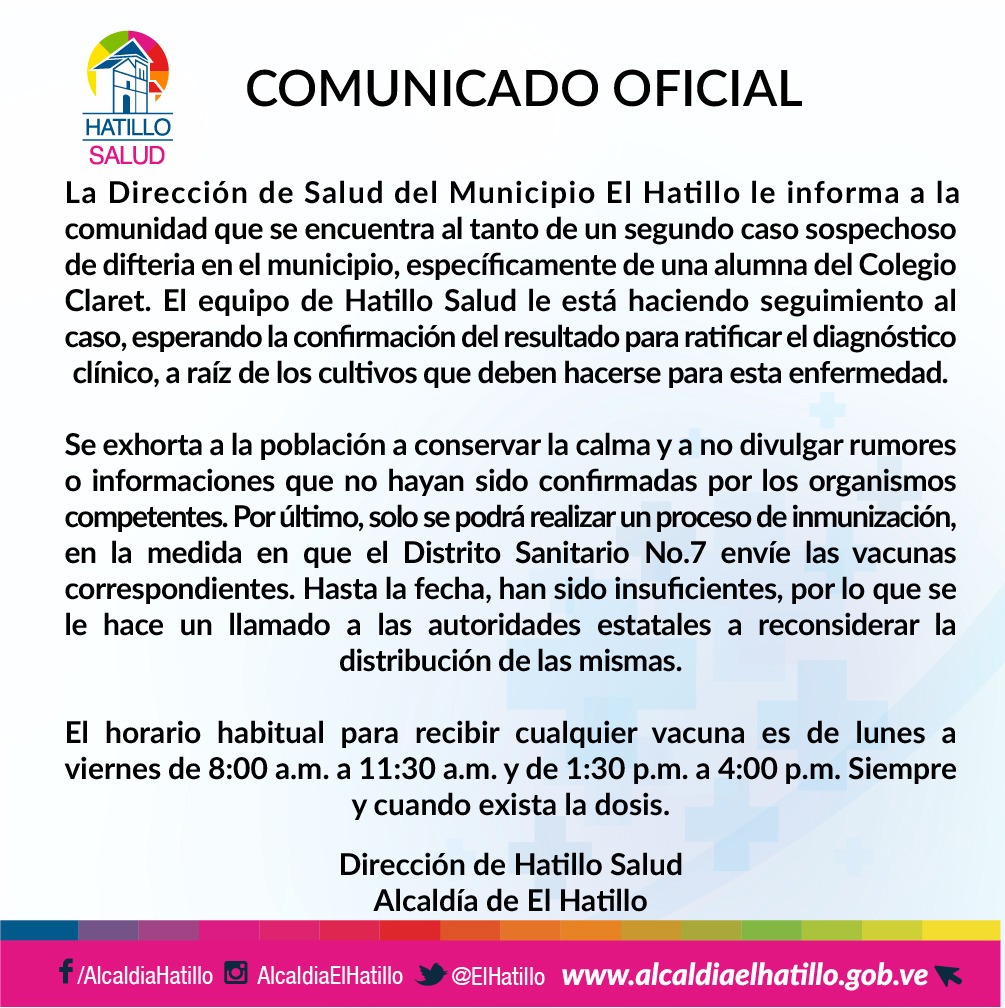 HATILLO
SALUD
COMUNICADO OFICIAL
La Dirección de Salud del Municipio El Hatillo le informa a la
comunidad que se encuentra al tanto de un segundo caso sospechoso
de difteria en el municipio, específicamente de una alumna del Colegio
Claret. El equipo de Hatillo Salud le está haciendo seguimiento al
caso, esperando la confirmación del resultado para ratificar el diagnóstico
clínico, a raíz de los cultivos que deben hacerse para esta enfermedad.
Se exhorta a la población a conservar la calma y a no divulgar rumores
o informaciones que no hayan sido confirmadas por los organismos
competentes. Por último, solo se podrá realizar un proceso de inmunización,
en la medida en que el Distrito Sanitario No.7 envíe las vacunas
correspondientes. Hasta la fecha, han sido insuficientes, por lo que se
le hace un llamado a las autoridades estatales a reconsiderar la
distribución de las mismas.
El horario habitual para recibir cualquier vacuna es de lunes a
viernes de 8:00 a.m. a 11:30 a.m. y de 1:30 p.m. a 4:00 p.m. Siempre
y cuando exista la dosis.
Dirección de Hatillo Salud
Alcaldía de El Hatillo
/AlcaldiaHatillo AlcaldiaElHatillo @ElHatillo www.alcaldiaelhatillo.gob.ve